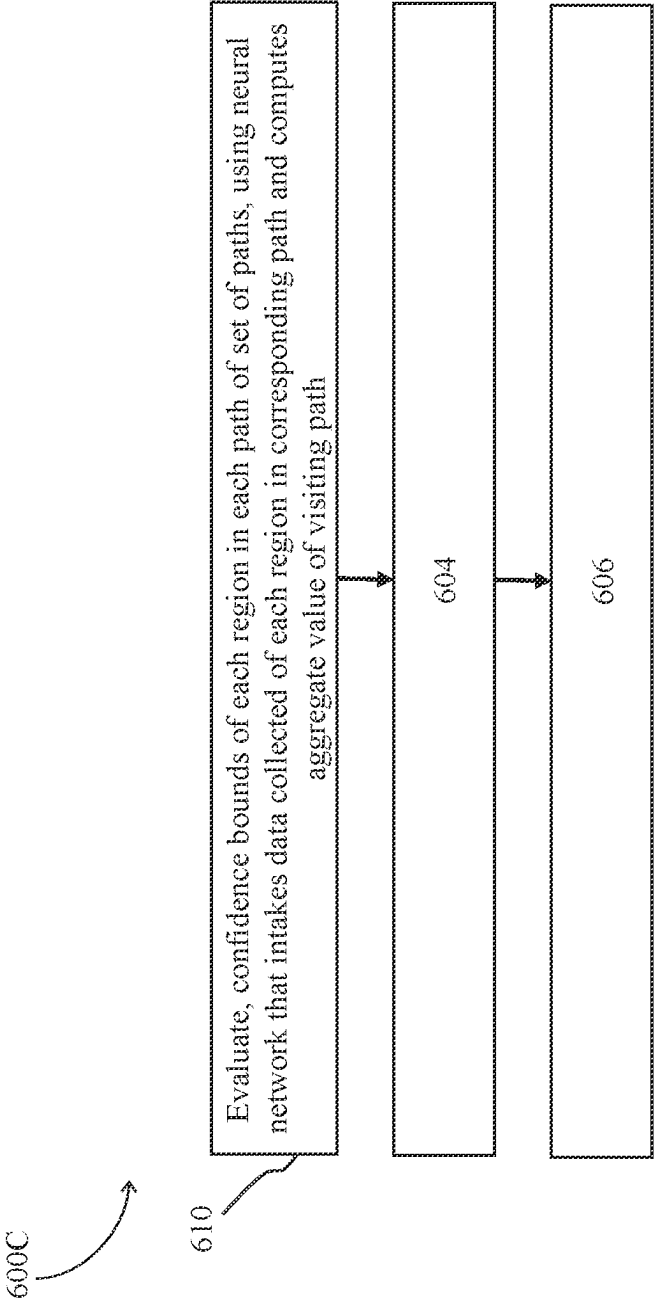 600C
610
Evaluate, confidence bounds of each region in each path of set of paths, using neural
network that intakes data collected of each region in corresponding path and computes
aggregate value of visiting path
604
606